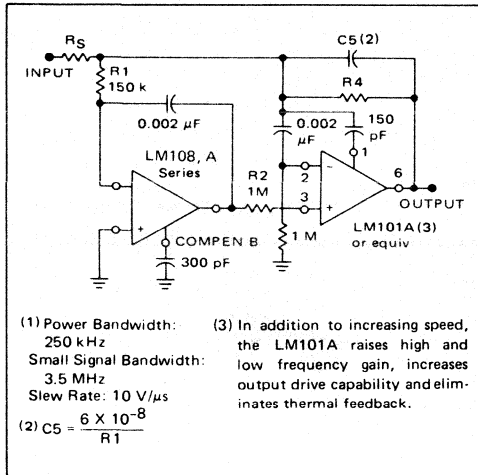 C5(2)
RS
INPUT
R1
150 k
R4
0.002 µF
0.002
µF
150
pF
1
LM108, A
Series
R2
1M
2
−
6
3
+
OUTPUT
LM101A(3)
or equiv
+
COMPEN B
1 M
300 pF
(1) Power Bandwidth:
250 kHz
Small Signal Bandwidth:
3.5 MHz
Slew Rate: 10 V/µs
(2) C5 = 6 X 10-8
R1
(3) In addition to increasing speed,
the LM101A raises high and
low frequency gain, increases
output drive capability and elim-
inates thermal feedback.